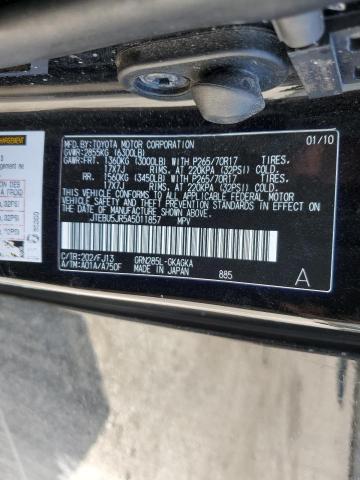 MFD. BY: TOYOTA MOTOR CORPORATION 01/10
GVWR: 2855KG (6300LB)
GAWR: FRT. 1360KG (3000LB) WITH P265/70R17 TIRES,
17X7J RIMS, AT 220KPA (32PSI) COLD
RR. 1560KG (3450LB) WITH P265/70R17 TIRES,
17X7J RIMS, AT 220KPA (32PSI) COLD
THIS VEHICLE CONFORMS TO ALL APPLICABLE
FEDERAL MOTOR VEHICLE SAFETY AND THEFT
PREVENTION STANDARDS IN EFFECT ON THE DATE
OF MANUFACTURE SHOWN ABOVE.
JTEBU5JR5A5011857 MPV
C/TR: 202/FJ13 GRN285L-GKAGKA
A/TM: A01A/A750F MADE IN JAPAN 885
A